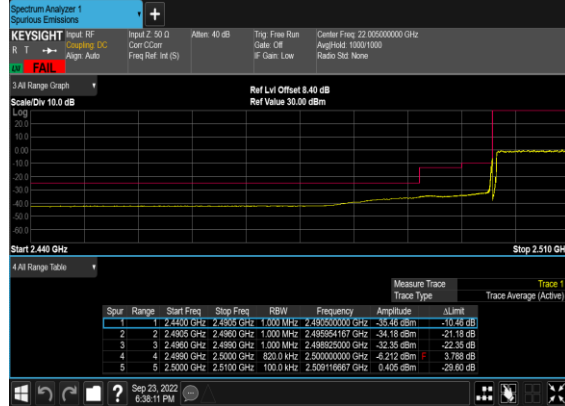 Spectrum Analyzer 1
Spurious Emissions
KEYSIGHT Input: RF Input Z: 50 Ω Atten: 40 dB Trig: Free Run Center Freq: 22.005000000 GHz
R T Coupling: DC Corr CCorr Gate: Off Avg|Hold: 1000/1000
Align: Auto Freq Ref: Int (S) IF Gain: Low Radio Std: None
LV FAIL
3 All Range Graph
Ref Lvl Offset 8.40 dB
Scale/Div 10.0 dB Ref Value 30.00 dBm
Log
20.0
10.0
0.00
-10.0
-20.0
-30.0
-40.0
-50.0
-60.0
Start 2.440 GHz Stop 2.510 GH
4 All Range Table
Measure Trace Trace 1
Trace Type Trace Average (Active)
Spur Range Start Freq Stop Freq RBW Frequency Amplitude ΔLimit
1 1 2.4400 GHz 2.4905 GHz 1.000 MHz 2.490500000 GHz -35.46 dBm -10.46 dB
2 2 2.4905 GHz 2.4960 GHz 1.000 MHz 2.495954167 GHz -34.18 dBm -21.18 dB
3 3 2.4960 GHz 2.4990 GHz 1.000 MHz 2.498925000 GHz -32.35 dBm -22.35 dB
4 4 2.4990 GHz 2.5000 GHz 820.0 kHz 2.500000000 GHz -6.212 dBm F 3.788 dB
5 5 2.5000 GHz 2.5100 GHz 100.0 kHz 2.509116667 GHz 0.405 dBm -29.60 dB
? Sep 23, 2022
6:38:11 PM